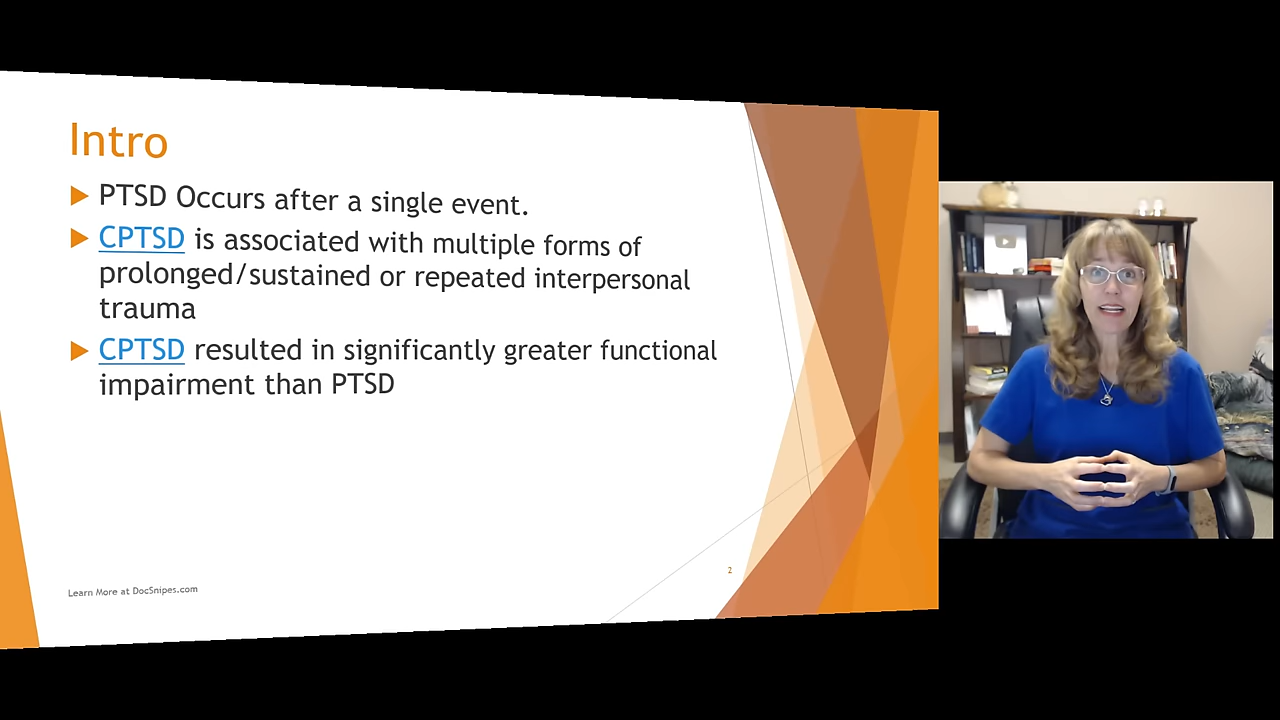 Intro
PTSD Occurs after a single event.
CPTSD is associated with multiple forms of
prolonged/sustained or repeated interpersonal
trauma
CPTSD resulted in significantly greater functional
impairment than PTSD
2
Learn More at DocSnipes.com